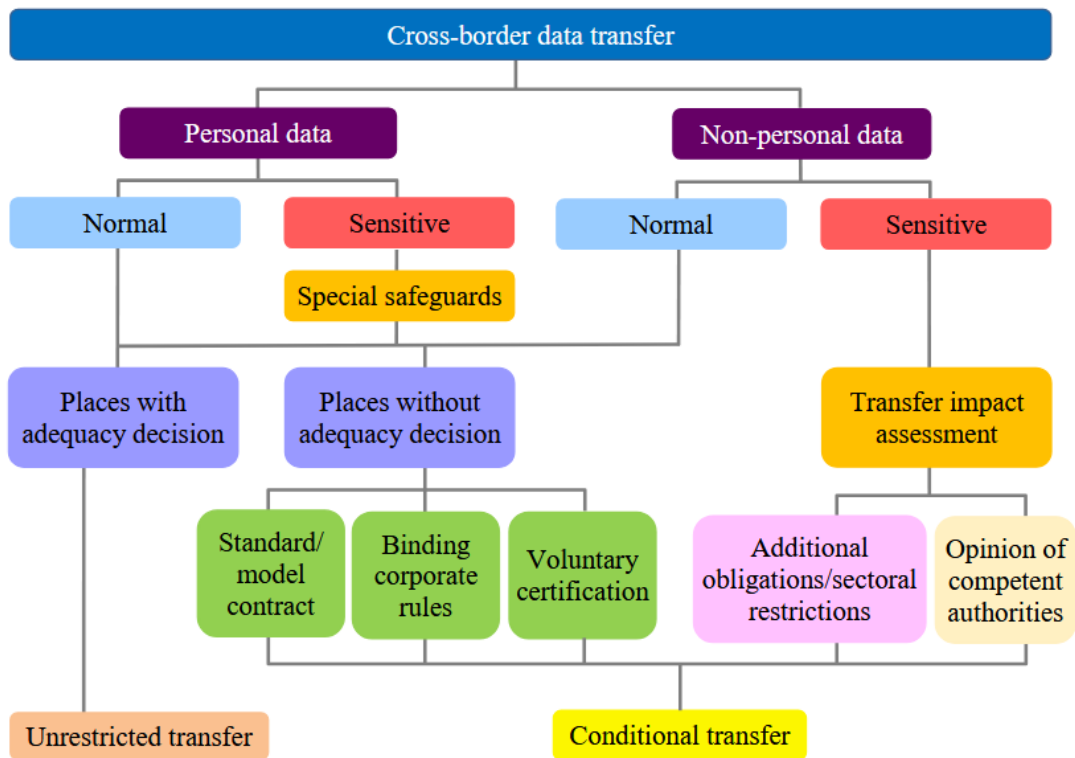 Cross-border data transfer
Personal data
Non-personal data
Normal
Sensitive
Normal
Sensitive
Special safeguards
Places with
adequacy decision
Places without
adequacy decision
Transfer impact
assessment
Standard/
model
contract
Binding
corporate
rules
Voluntary
certification
Additional
obligations/sectoral
restrictions
Opinion of
competent
authorities
Unrestricted transfer
Conditional transfer